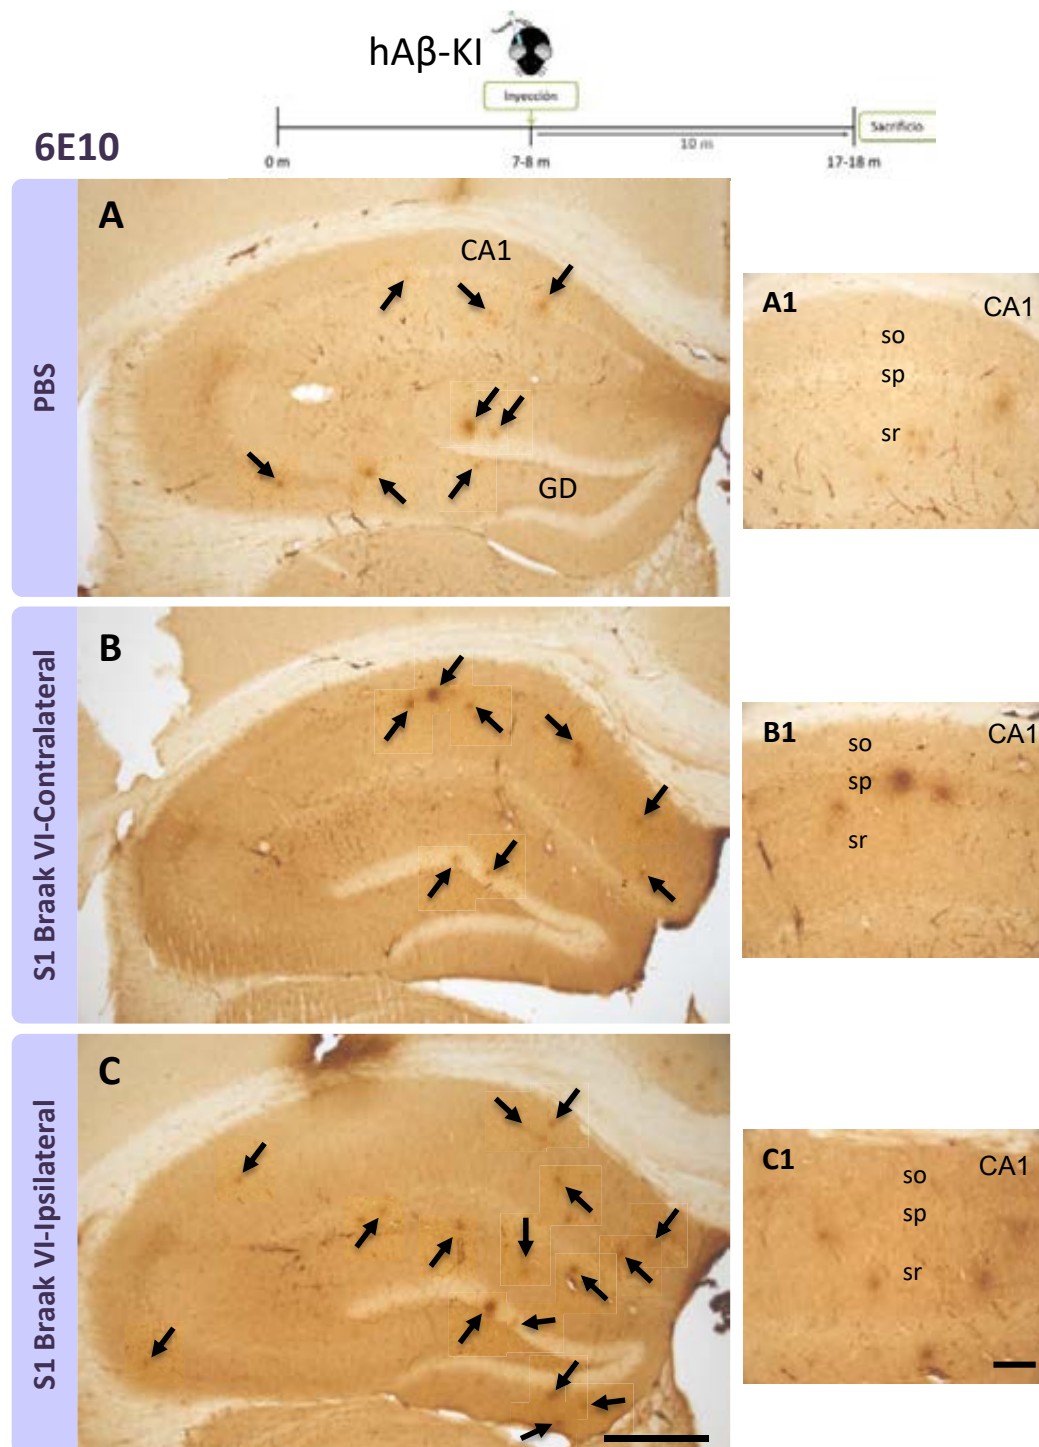 hAβ-KI
Inyección
10 m
Sacrificio
0 m
7-8 m
17-18 m
6E10
PBS
A
CA1
GD
A1
CA1
so
sp
sr
S1 Braak VI-Contralateral
B
B1
CA1
so
sp
sr
S1 Braak VI-Ipsilateral
C
C1
CA1
so
sp
sr